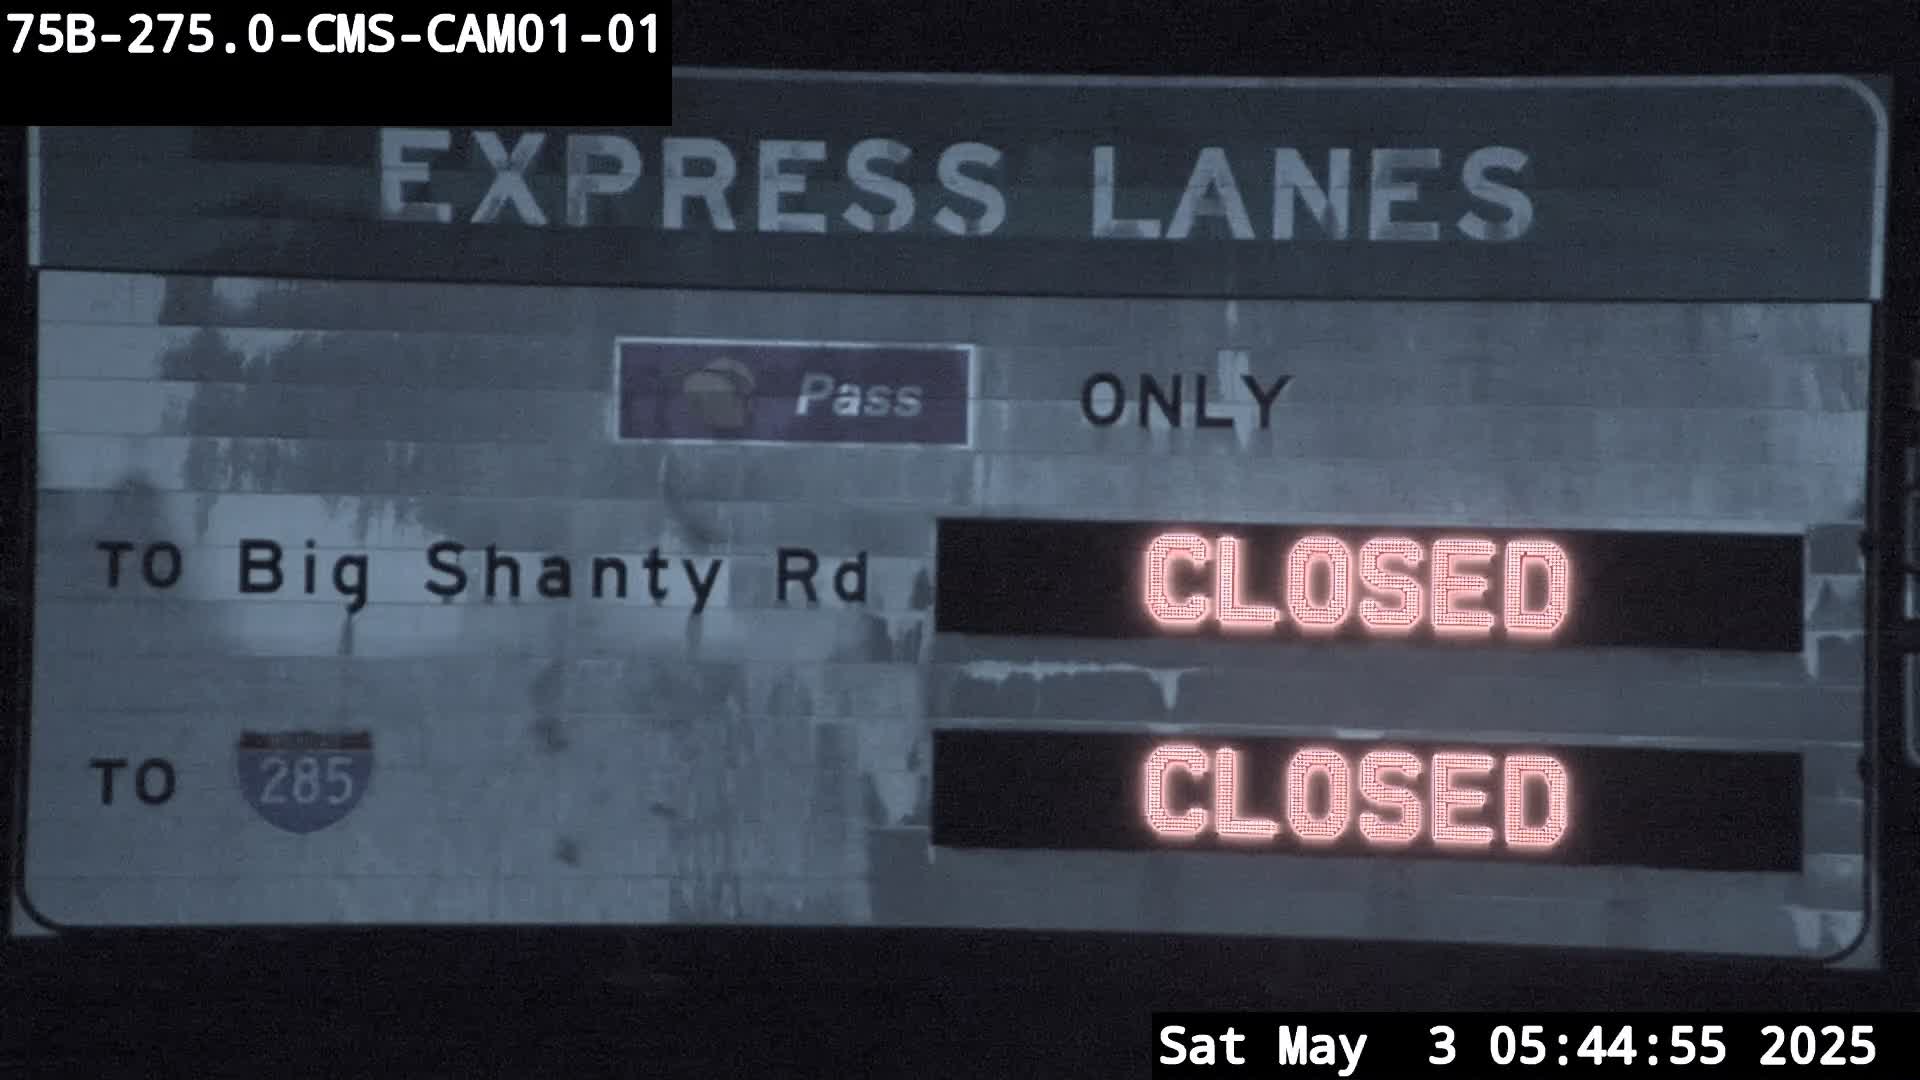 75B-275.0-CMS-CAM01-01
EXPRESS LANES
Pass ONLY
TO Big Shanty Rd CLOSED
TO 285 CLOSED
Sat May 3 05:44:55 2025